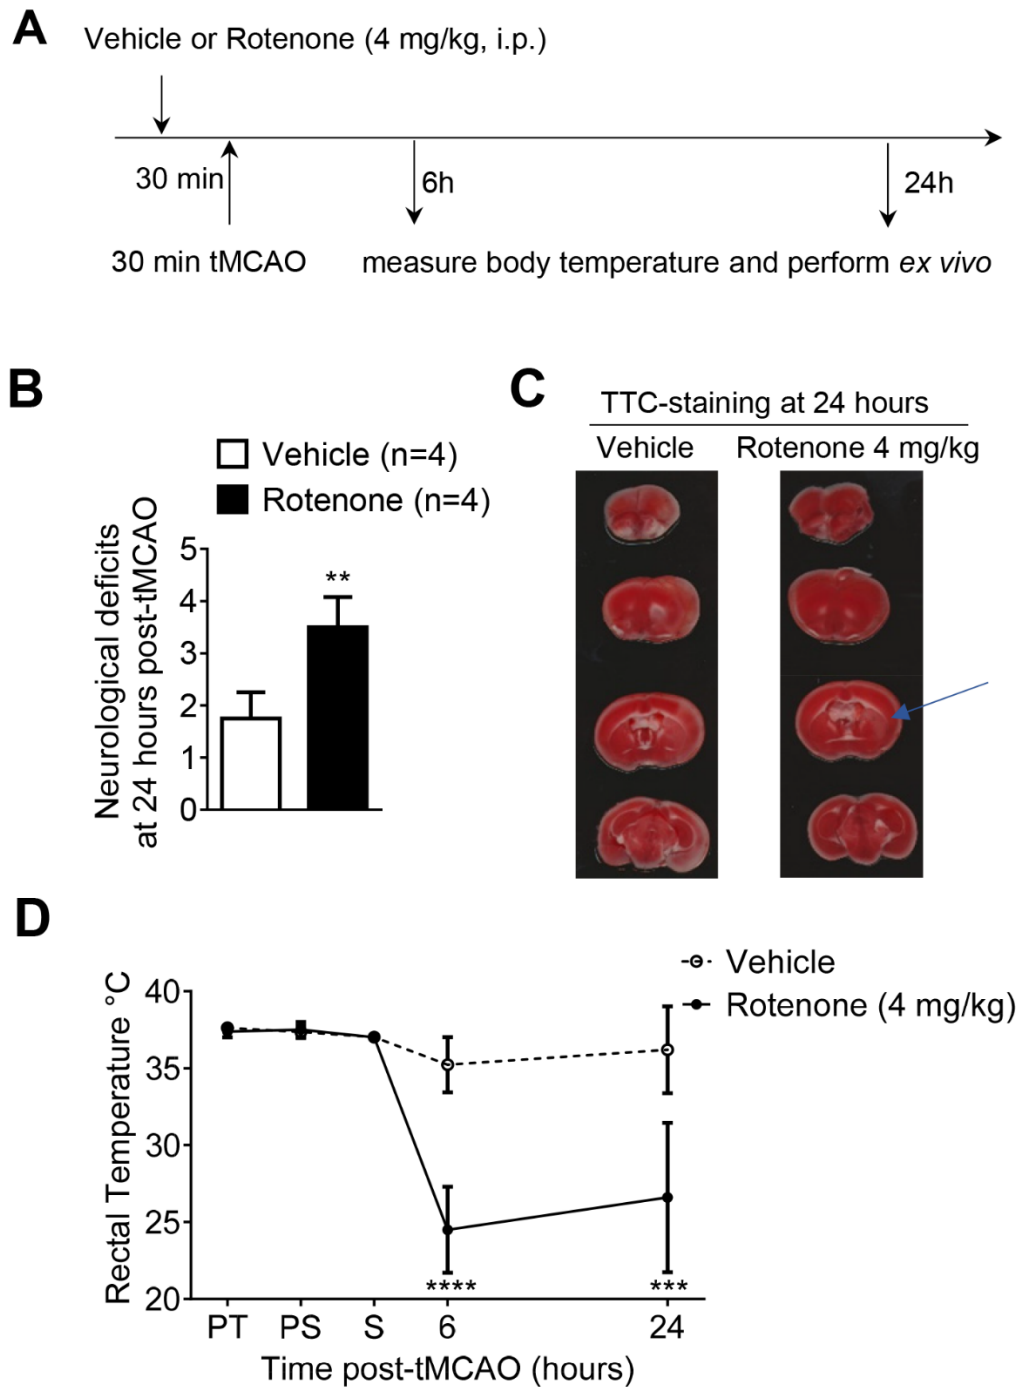 A
Vehicle or Rotenone (4 mg/kg, i.p.)
30 min
6h
24h
30 min tMCAO
measure body temperature and perform ex vivo
B
Vehicle (n=4)
Rotenone (n=4)
Neurological deficits
at 24 hours post-tMCAO
5
4
3
2
1
0
**
C
TTC-staining at 24 hours
Vehicle
Rotenone 4 mg/kg
D
Vehicle
Rotenone (4 mg/kg)
Rectal Temperature °C
40
35
30
25
20
****
***
PT PS S 6 24
Time post-tMCAO (hours)